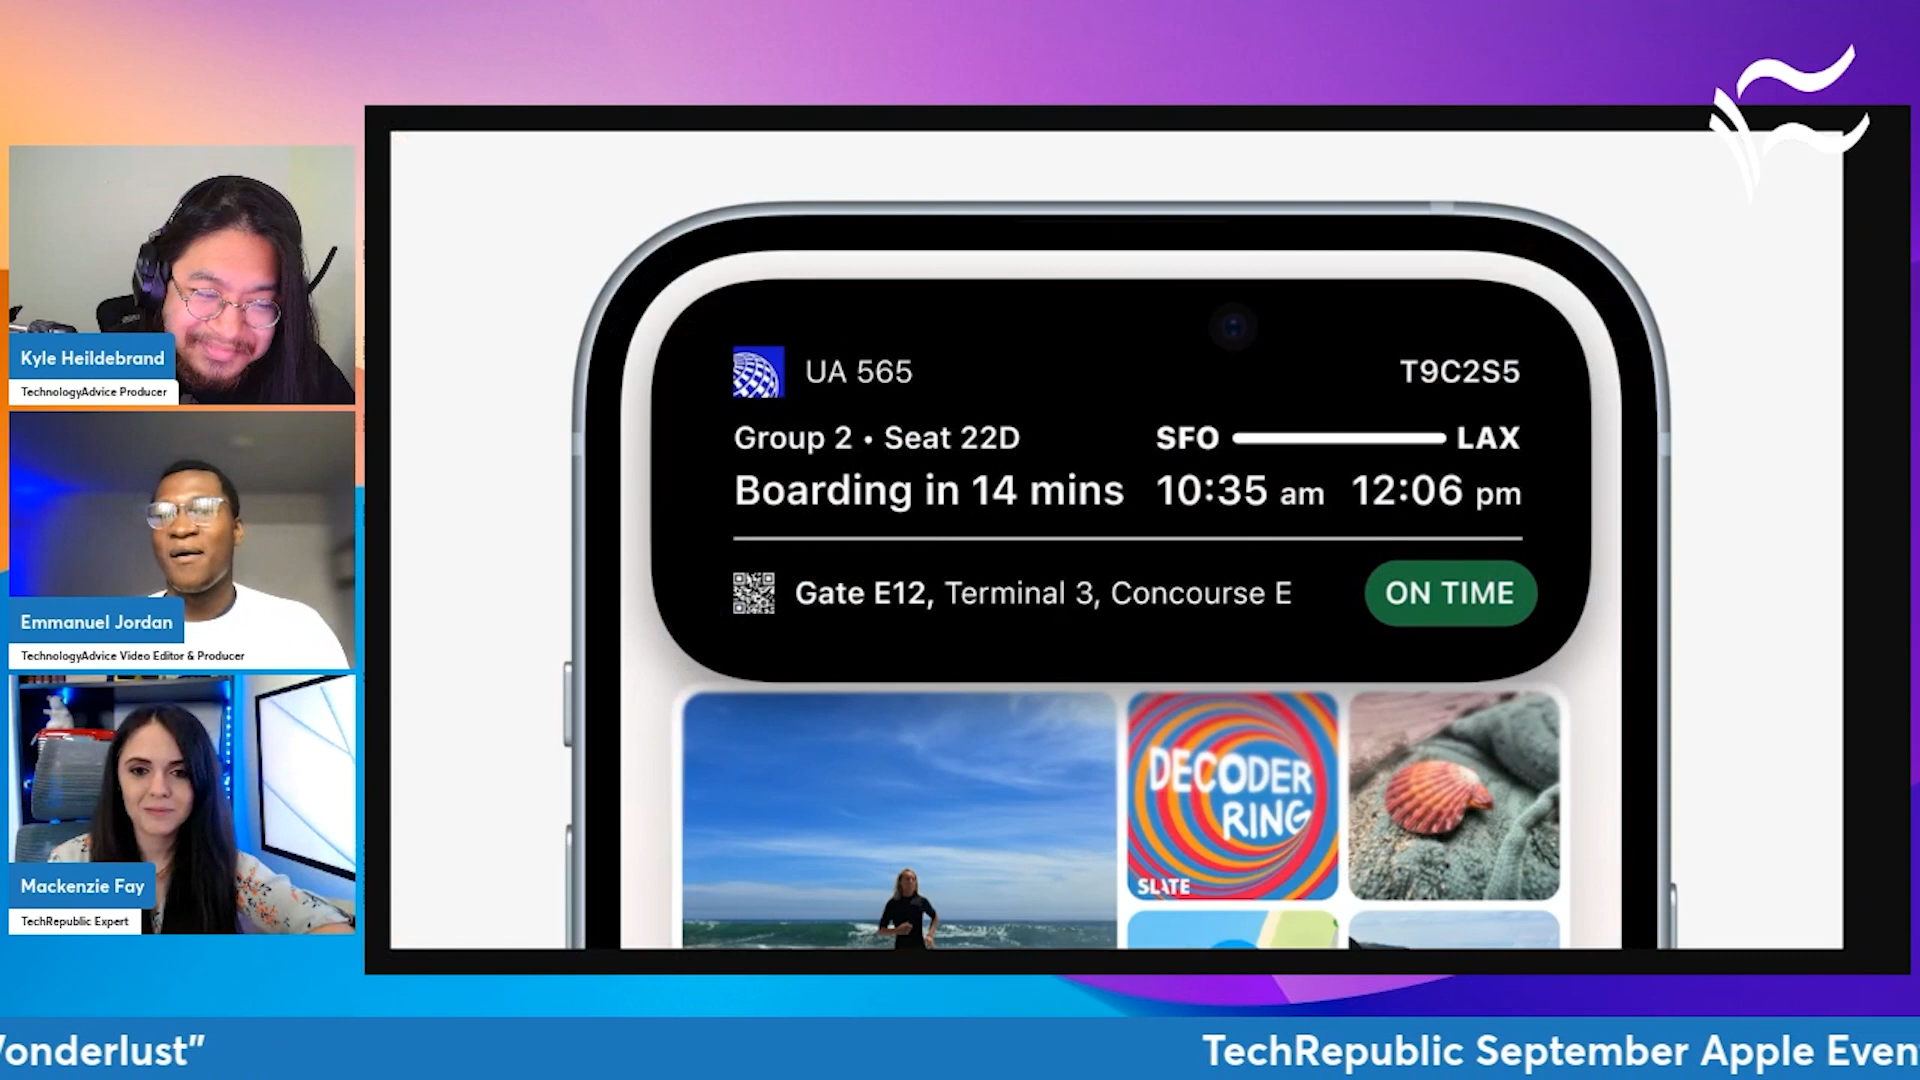 Kyle Heildebrand
TechnologyAdvice Producer
Emmanuel Jordan
TechnologyAdvice Video Editor & Producer
Mackenzie Fay
TechRepublic Expert
UA 565
T9C2S5
Group 2 • Seat 22D
SFO LAX
Boarding in 14 mins 10:35 am 12:06 pm
Gate E12, Terminal 3, Concourse E
ON TIME
DECODER
RING
SLATE
onderlust”
TechRepublic September Apple Even